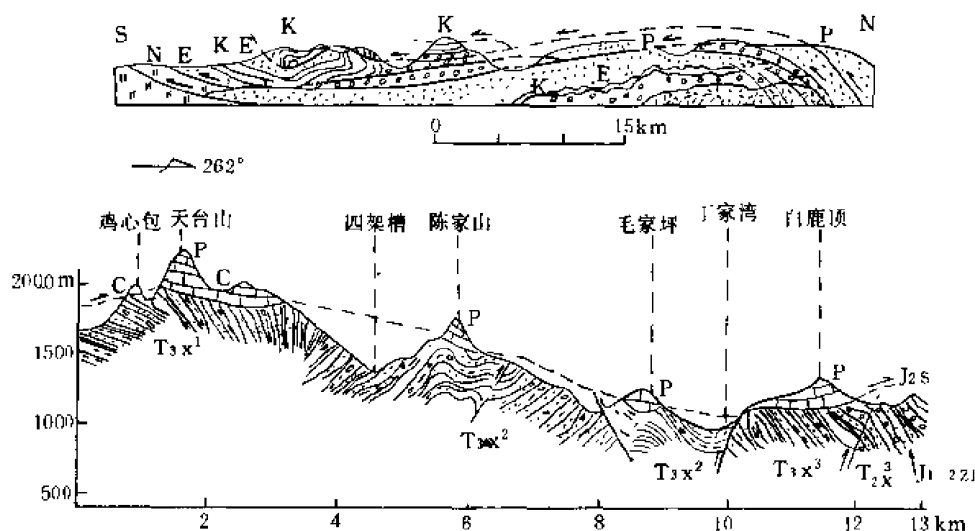 S N E K E K K P P N
K E
0 15km
262°
鸡心包 天台山 四架槽 陈家山 毛家坪 丁家湾 白鹿顶
2000m C P C
T₃x¹
1500 P
1000 P P J₂s
T₃x² T₃x² T₃x³ T₂x³ J₁₋₂zl
500
2 4 6 8 10 12 13 km